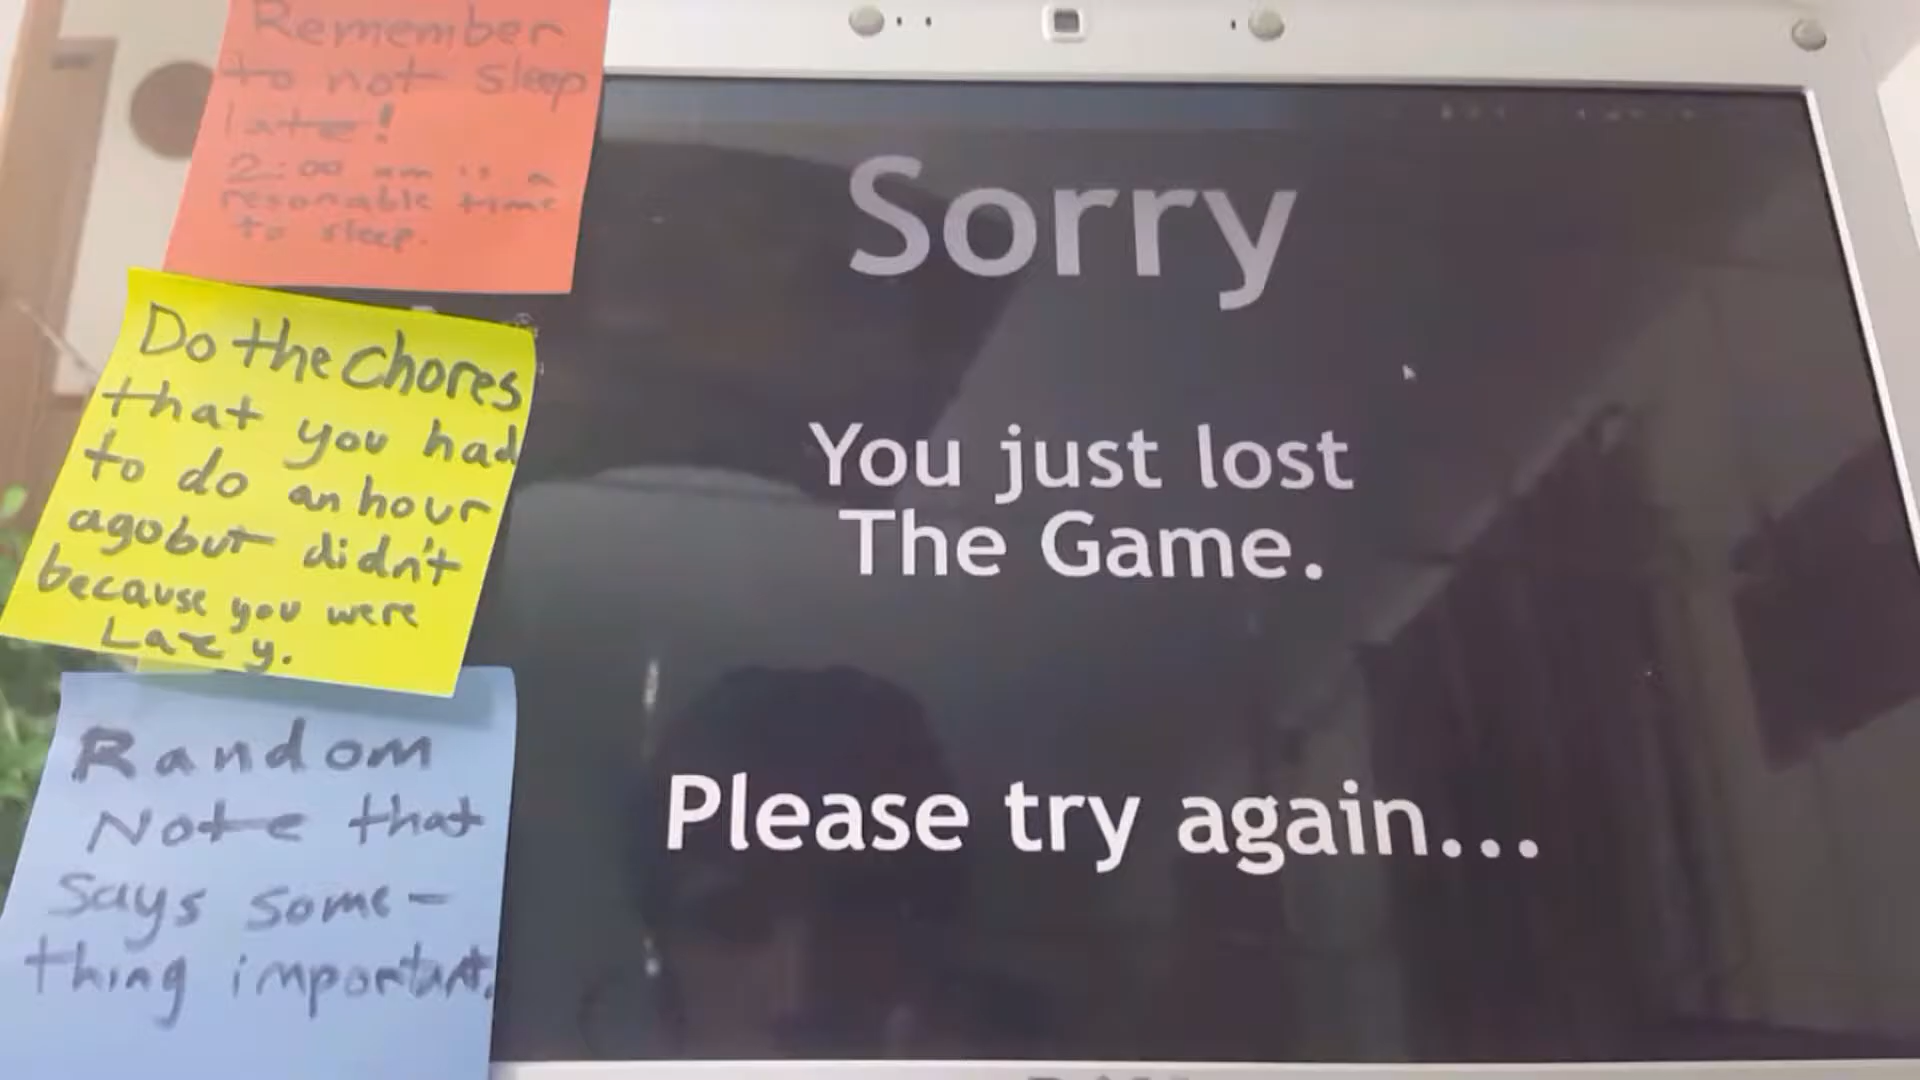 Remember
to not sleep
late!
2:00 am is a
resonable time
to sleep.
Do the chores
that you had
to do an hour
ago but didn't
because you were
Lazy.
Random
Note that
says some-
thing important.
Sorry
You just lost
The Game.
Please try again...